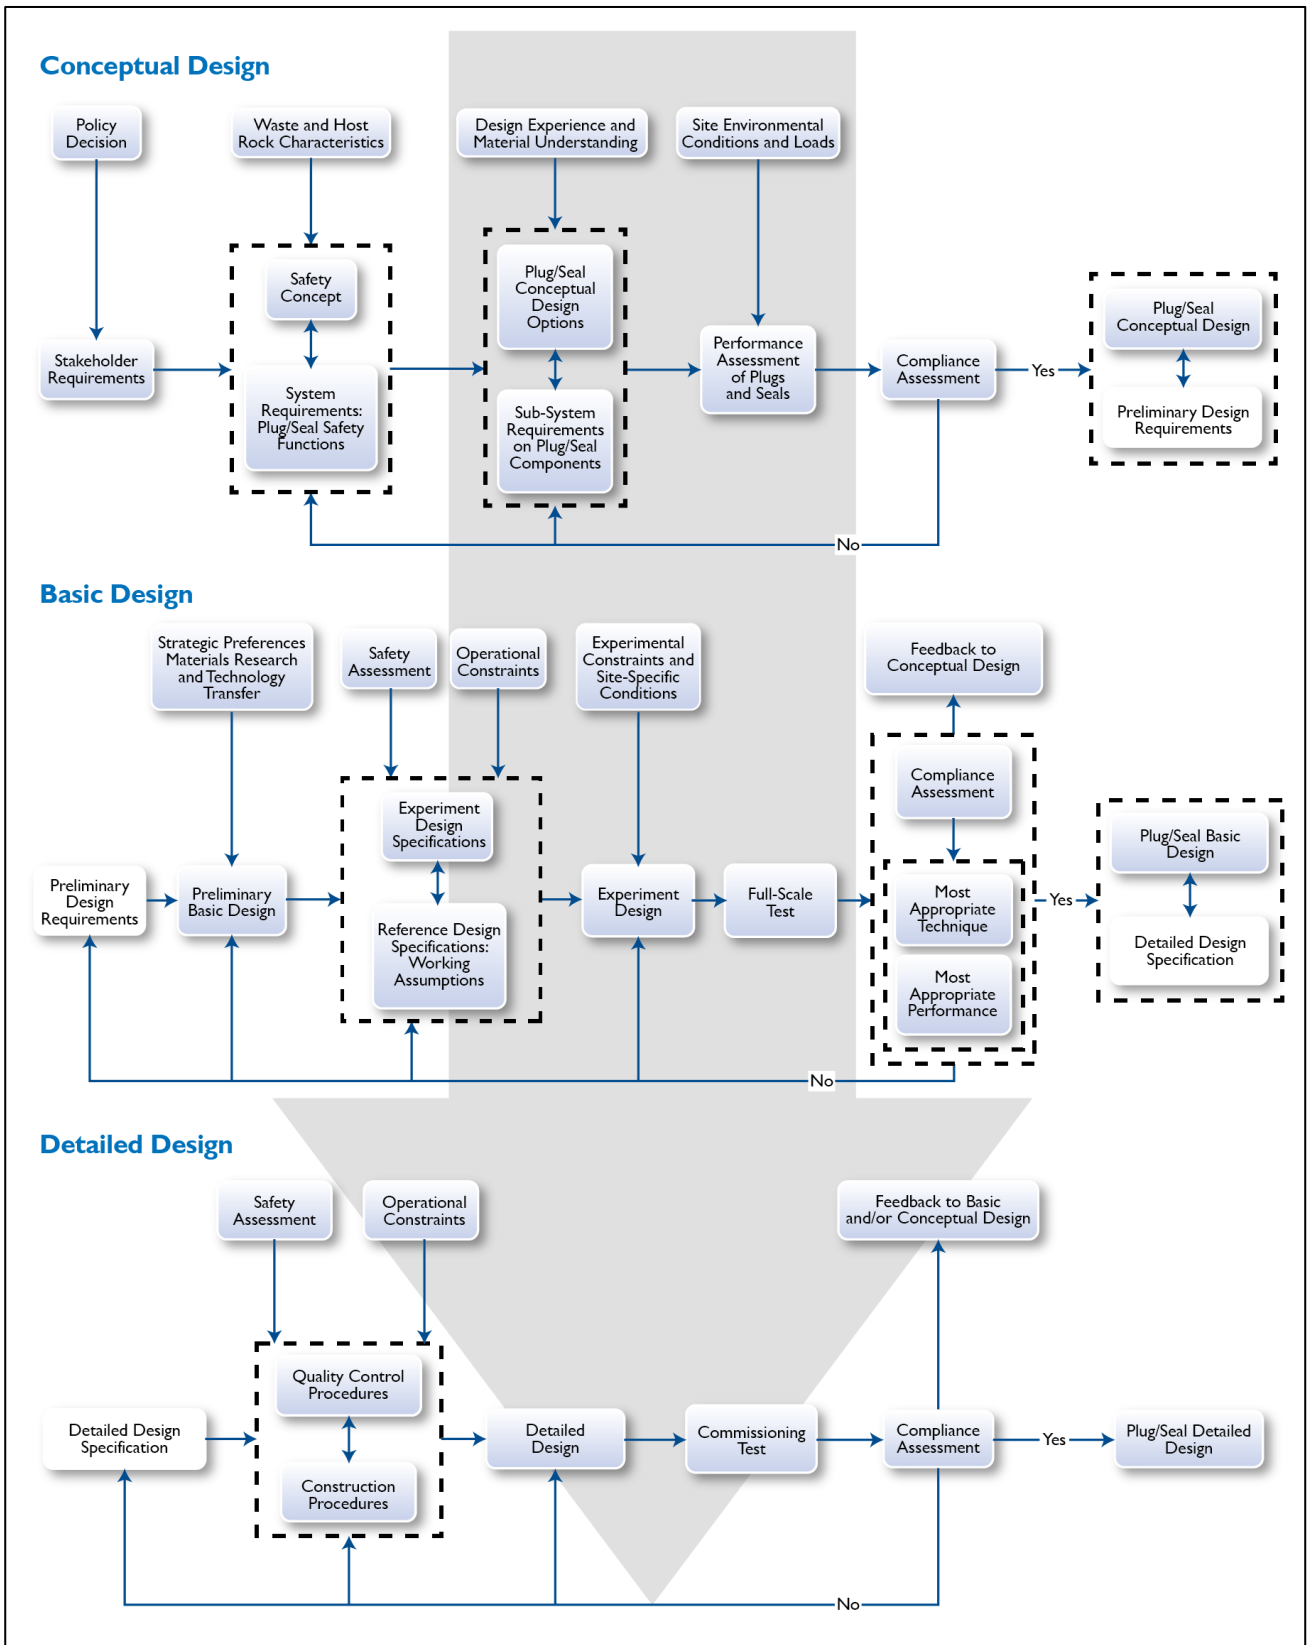 Conceptual Design
Policy
Decision
Waste and Host
Rock Characteristics
Design Experience and
Material Understanding
Site Environmental
Conditions and Loads
Stakeholder
Requirements
Safety
Concept
System
Requirements:
Plug/Seal Safety
Functions
Plug/Seal
Conceptual
Design
Options
Sub-System
Requirements
on Plug/Seal
Components
Performance
Assessment
of Plugs
and Seals
Compliance
Assessment
Yes
Plug/Seal
Conceptual Design
Preliminary Design
Requirements
No
Basic Design
Strategic Preferences
Materials Research
and Technology
Transfer
Safety
Assessment
Operational
Constraints
Experimental
Constraints and
Site-Specific
Conditions
Feedback to
Conceptual Design
Preliminary
Design
Requirements
Preliminary
Basic Design
Experiment
Design
Specifications
Reference Design
Specifications:
Working
Assumptions
Experiment
Design
Full-Scale
Test
Compliance
Assessment
Most
Appropriate
Technique
Most
Appropriate
Performance
Yes
Plug/Seal Basic
Design
Detailed Design
Specification
No
Detailed Design
Safety
Assessment
Operational
Constraints
Feedback to Basic
and/or Conceptual Design
Detailed Design
Specification
Quality Control
Procedures
Construction
Procedures
Detailed
Design
Commissioning
Test
Compliance
Assessment
Yes
Plug/Seal Detailed
Design
No